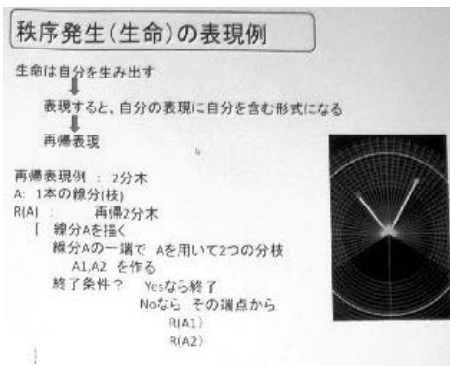 秩序発生(生命)の表現例
生命は自分を生み出す
表現すると、自分の表現に自分を含む形式になる
再帰表現
再帰表現例 : 2分木
A: 1本の線分(枝)
R(A) : 再帰2分木
[ 線分Aを描く
線分Aの一端で Aを用いて2つの分枝
A1,A2 を作る
終了条件? Yesなら終了
Noなら その端点から
R(A1)
R(A2)
]